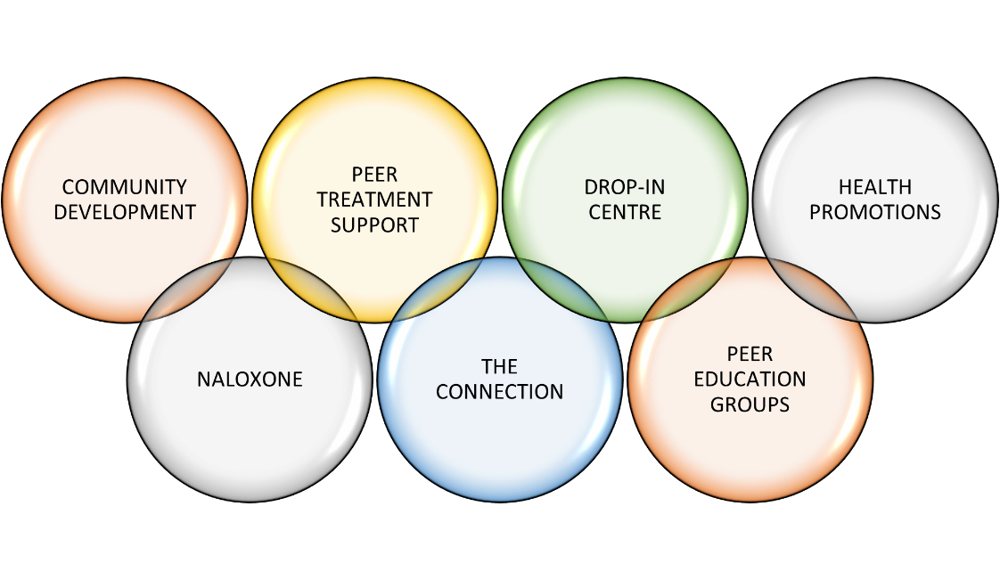 COMMUNITY
DEVELOPMENT
PEER
TREATMENT
SUPPORT
DROP-IN
CENTRE
HEALTH
PROMOTIONS
NALOXONE
THE
CONNECTION
PEER
EDUCATION
GROUPS